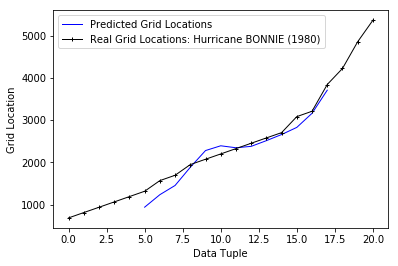 Predicted Grid Locations
Real Grid Locations: Hurricane BONNIE (1980)
5000
4000
3000
2000
1000
Grid Location
0.0 2.5 5.0 7.5 10.0 12.5 15.0 17.5 20.0
Data Tuple